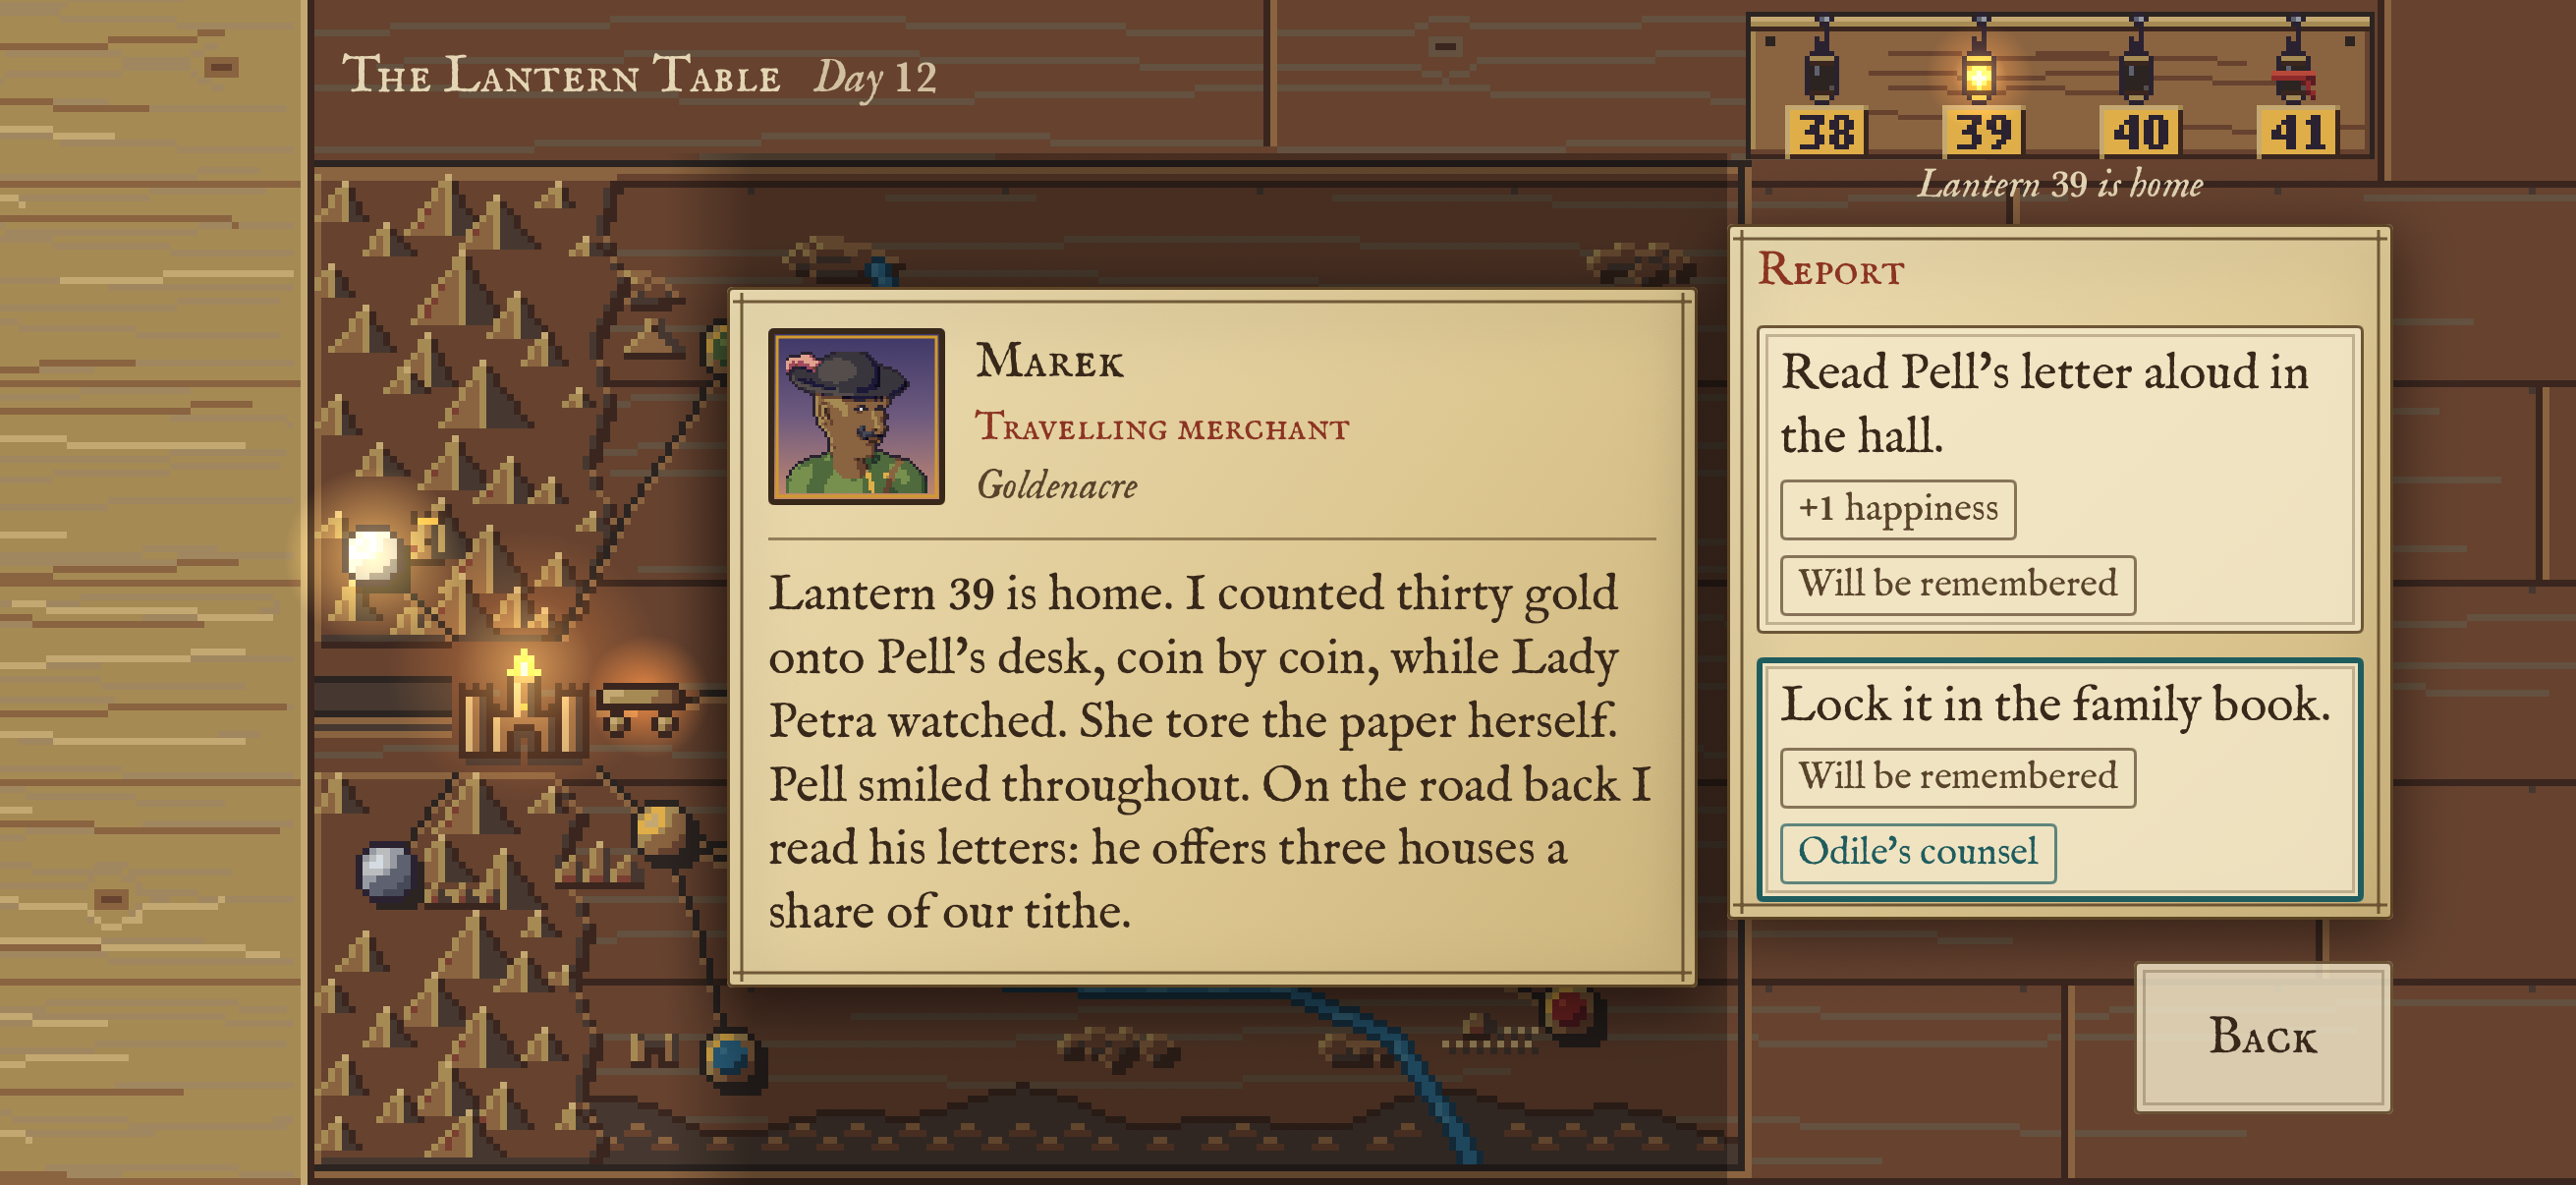 The Lantern Table Day 12
38 39 40 41
Lantern 39 is home
Marek
Travelling merchant
Goldenacre
Lantern 39 is home. I counted thirty gold
onto Pell's desk, coin by coin, while Lady
Petra watched. She tore the paper herself.
Pell smiled throughout. On the road back I
read his letters: he offers three houses a
share of our tithe.
Report
Read Pell's letter aloud in
the hall.
+1 happiness
Will be remembered
Lock it in the family book.
Will be remembered
Odile's counsel
Back